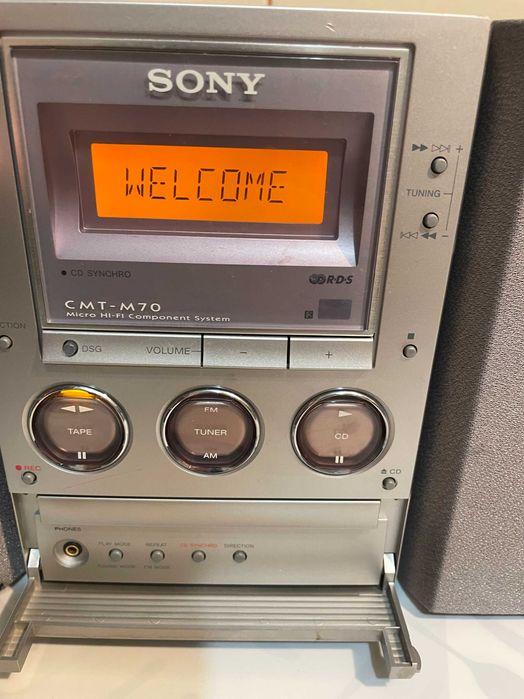 SONY
WELCOME
TUNING
+
−
CD SYNCHRO
R·D·S
CMT-M70
Micro HI-FI Component System
CTION
DSG
VOLUME
−
+
TAPE
FM
TUNER
AM
CD
REC
CD
PHONES
PLAY MODE
REPEAT
CD SYNCHRO
DIRECTION
TUNING MODE
FM MODE